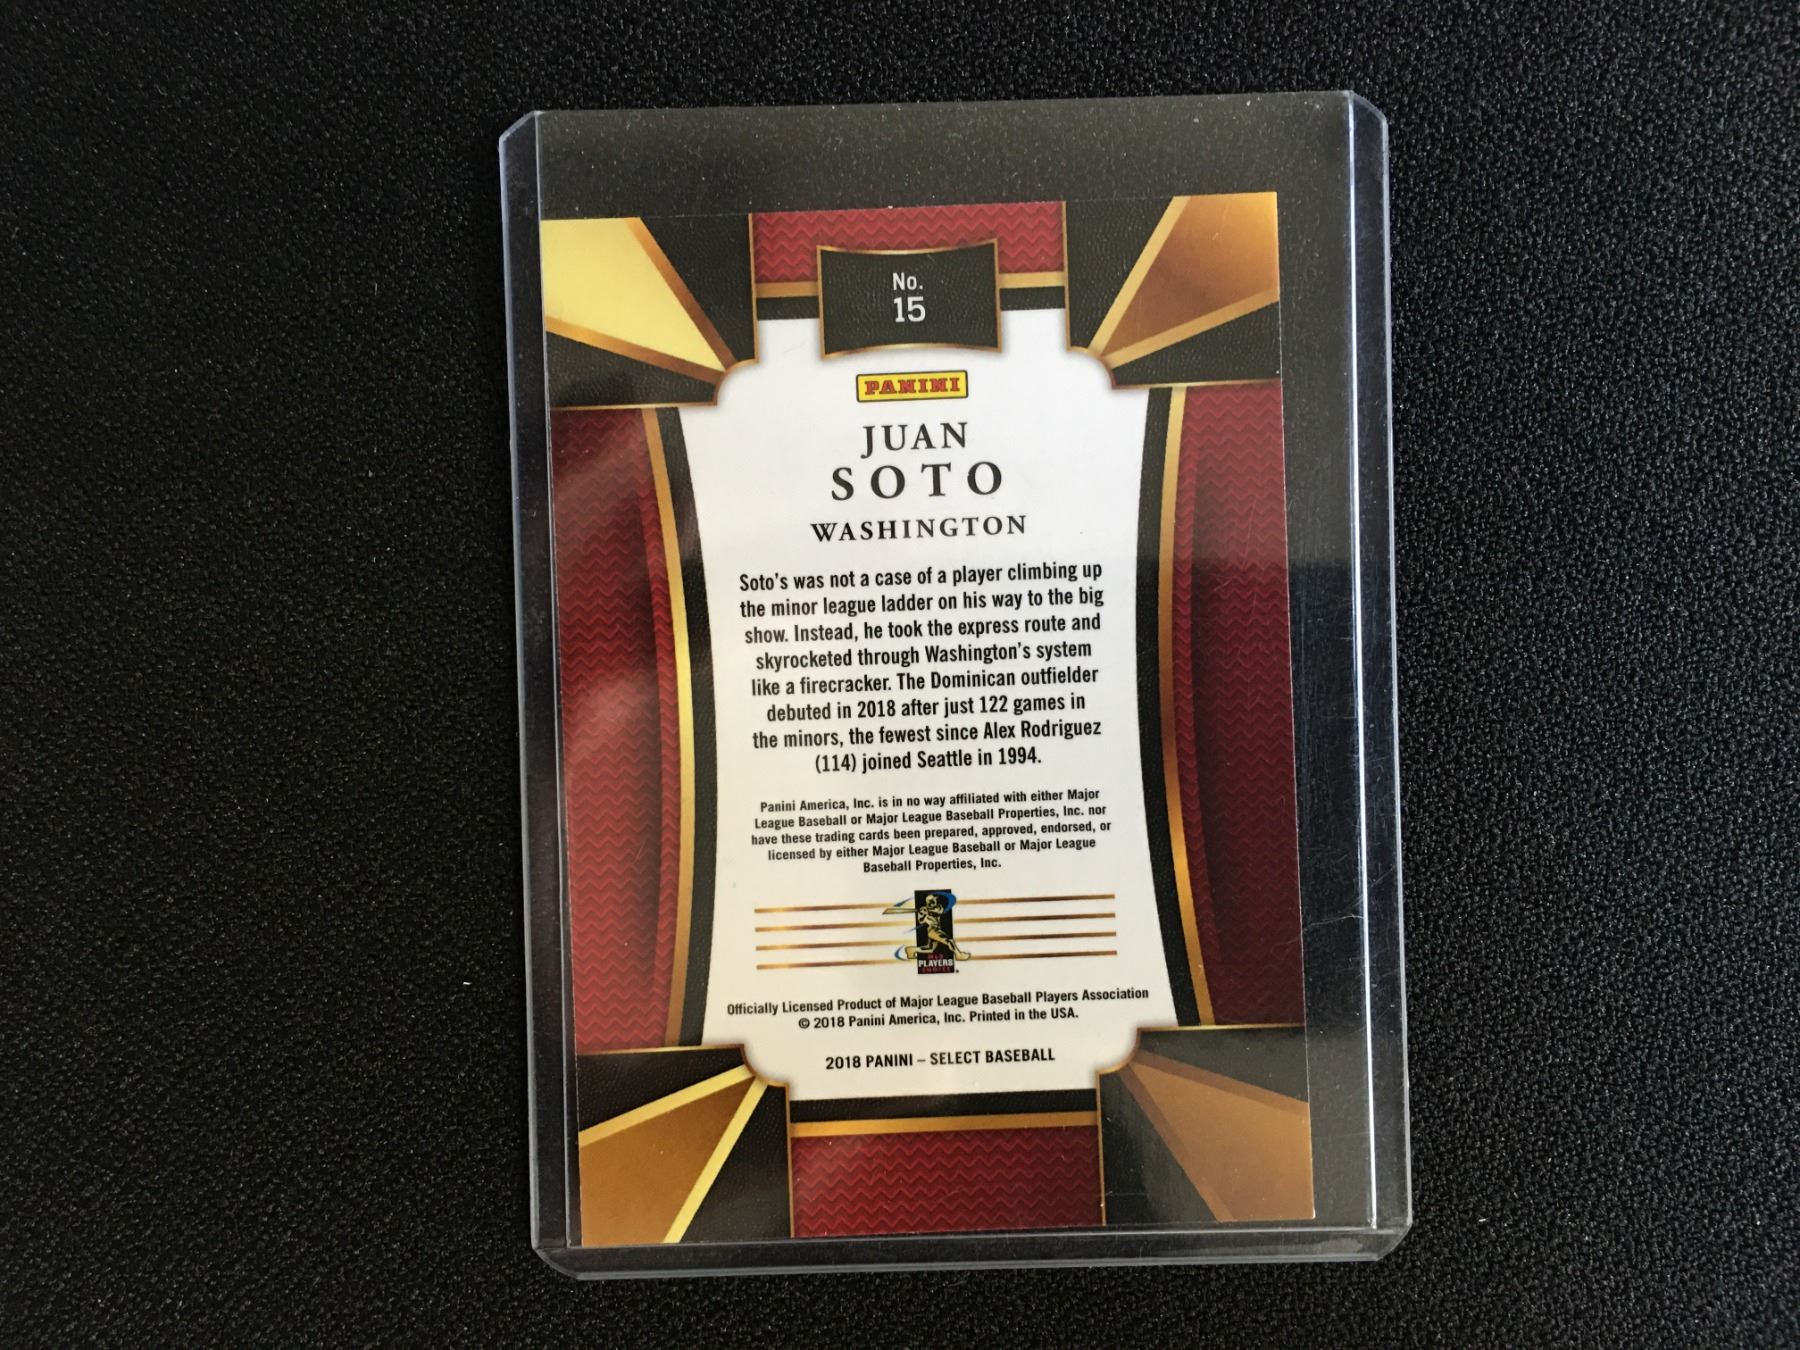 No.
15
PANINI
JUAN
SOTO
WASHINGTON
Soto's was not a case of a player climbing up
the minor league ladder on his way to the big
show. Instead, he took the express route and
skyrocketed through Washington's system
like a firecracker. The Dominican outfielder
debuted in 2018 after just 122 games in
the minors, the fewest since Alex Rodriguez
(114) joined Seattle in 1994.
Panini America, Inc. is in no way affiliated with either Major
League Baseball or Major League Baseball Properties, Inc. nor
have these trading cards been prepared, approved, endorsed, or
licensed by either Major League Baseball or Major League
Baseball Properties, Inc.
MLB
PLAYERS
CHOICE
Officially Licensed Product of Major League Baseball Players Association
© 2018 Panini America, Inc. Printed in the USA.
2018 PANINI – SELECT BASEBALL